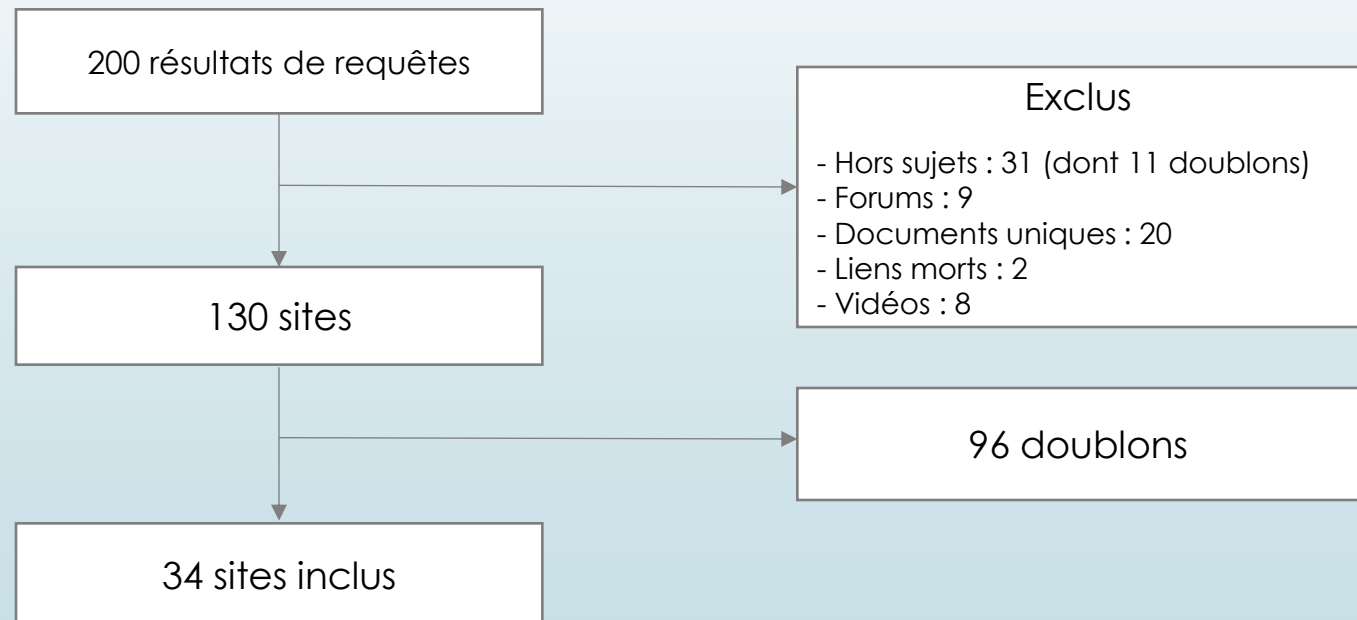 200 résultats de requêtes
Exclus
- Hors sujets : 31 (dont 11 doublons)
- Forums : 9
- Documents uniques : 20
- Liens morts : 2
- Vidéos : 8
130 sites
96 doublons
34 sites inclus